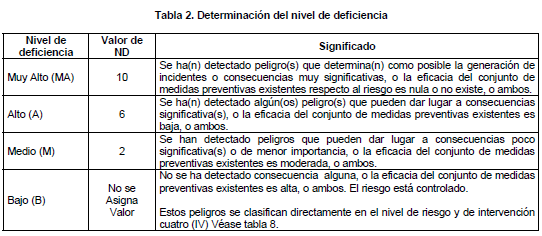 Tabla 2. Determinación del nivel de deficiencia
Nivel de
deficiencia
Valor de
ND
Significado
Muy Alto (MA)
10
Se ha(n) detectado peligro(s) que determina(n) como posible la generación de
incidentes o consecuencias muy significativas, o la eficacia del conjunto de
medidas preventivas existentes respecto al riesgo es nula o no existe, o ambos.
Alto (A)
6
Se ha(n) detectado algún(os) peligro(s) que pueden dar lugar a consecuencias
significativa(s), o la eficacia del conjunto de medidas preventivas existentes es
baja, o ambos.
Medio (M)
2
Se han detectado peligros que pueden dar lugar a consecuencias poco
significativa(s) o de menor importancia, o la eficacia del conjunto de medidas
preventivas existentes es moderada, o ambos.
Bajo (B)
No se
Asigna
Valor
No se ha detectado consecuencia alguna, o la eficacia del conjunto de medidas
preventivas existentes es alta, o ambos. El riesgo está controlado.
Estos peligros se clasifican directamente en el nivel de riesgo y de intervención
cuatro (IV) Véase tabla 8.